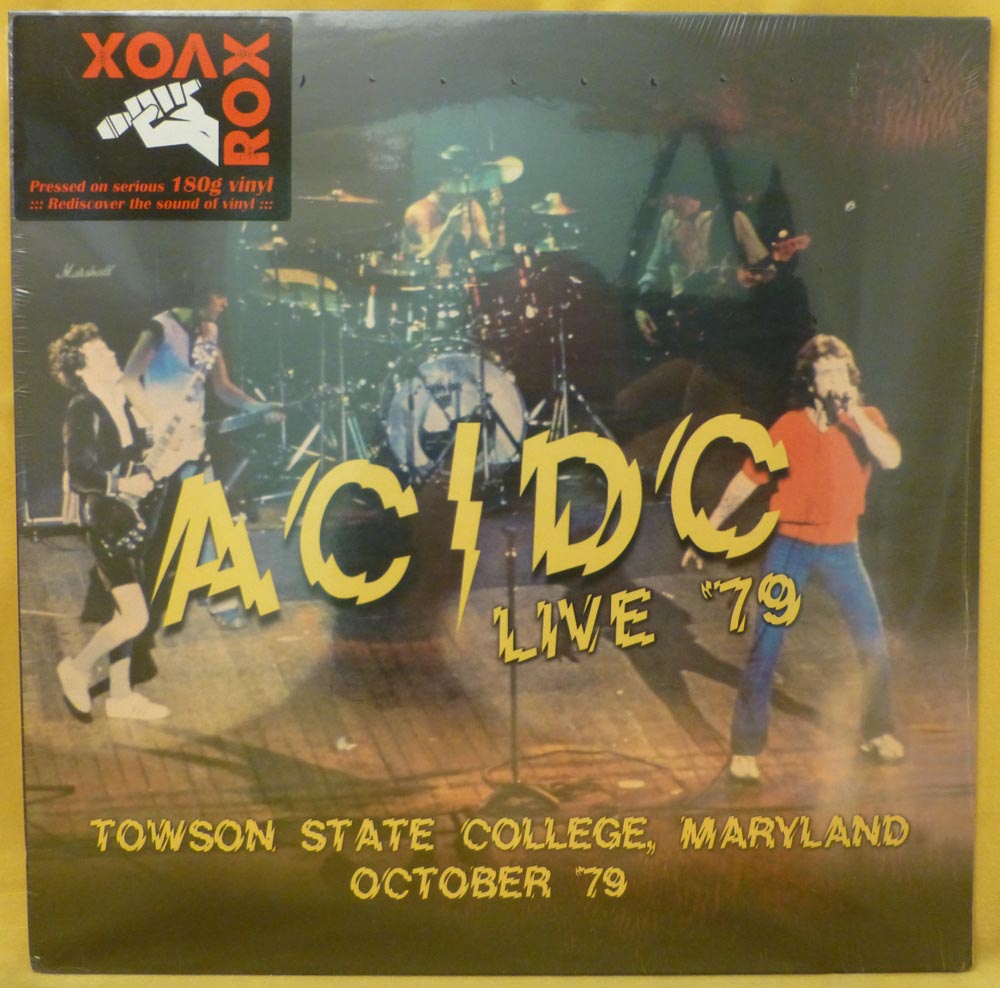 XOΛX
ROX
Pressed on serious 180g vinyl
::: Rediscover the sound of vinyl :::
Marshall
AC/DC
LIVE '79
TOWSON STATE COLLEGE, MARYLAND
OCTOBER '79